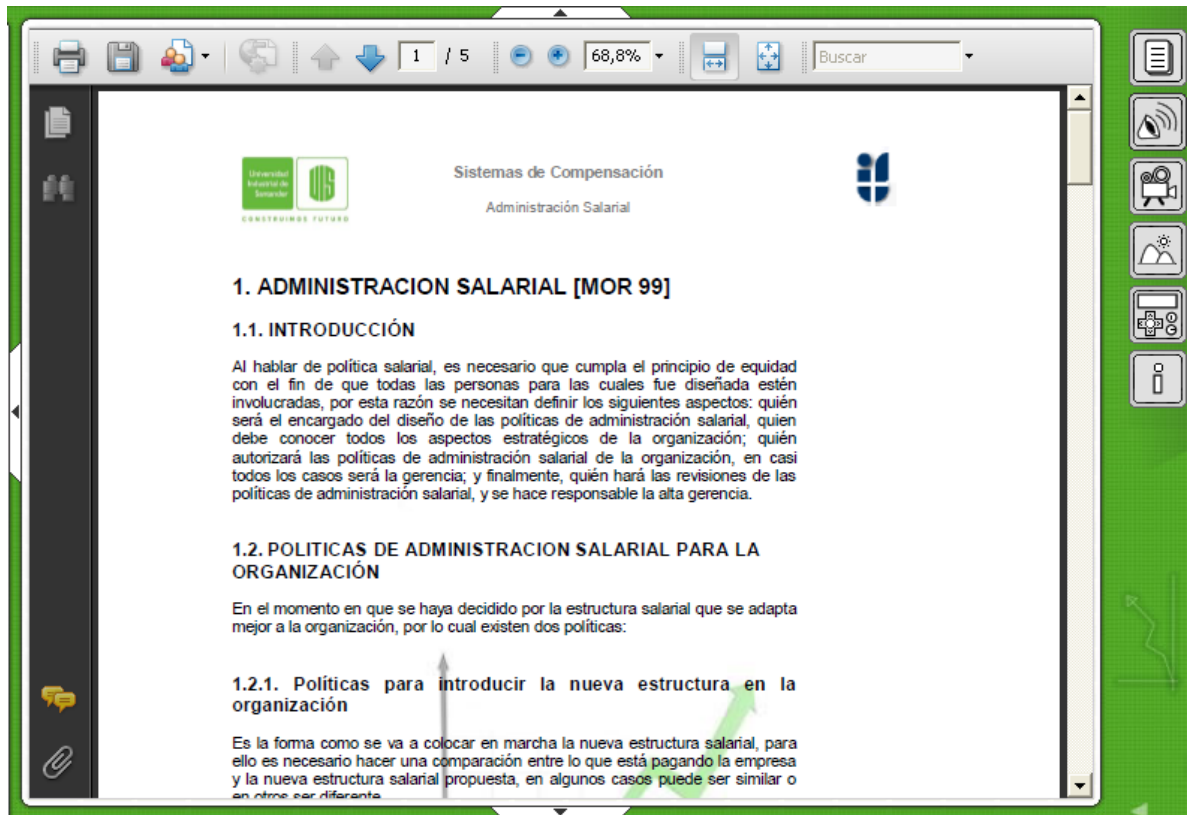 1 / 5 68,8% Buscar
Universidad
Industrial de
Santander
UIS
CONSTRUIMOS FUTURO
Sistemas de Compensación
Administración Salarial
1. ADMINISTRACION SALARIAL [MOR 99]
1.1. INTRODUCCIÓN
Al hablar de política salarial, es necesario que cumpla el principio de equidad
con el fin de que todas las personas para las cuales fue diseñada estén
involucradas, por esta razón se necesitan definir los siguientes aspectos: quién
será el encargado del diseño de las políticas de administración salarial, quien
debe conocer todos los aspectos estratégicos de la organización; quién
autorizará las políticas de administración salarial de la organización, en casi
todos los casos será la gerencia; y finalmente, quién hará las revisiones de las
políticas de administración salarial, y se hace responsable la alta gerencia.
1.2. POLITICAS DE ADMINISTRACION SALARIAL PARA LA
ORGANIZACIÓN
En el momento en que se haya decidido por la estructura salarial que se adapta
mejor a la organización, por lo cual existen dos políticas:
1.2.1. Políticas para introducir la nueva estructura en la
organización
Es la forma como se va a colocar en marcha la nueva estructura salarial, para
ello es necesario hacer una comparación entre lo que está pagando la empresa
y la nueva estructura salarial propuesta, en algunos casos puede ser similar o
en otros ser diferente